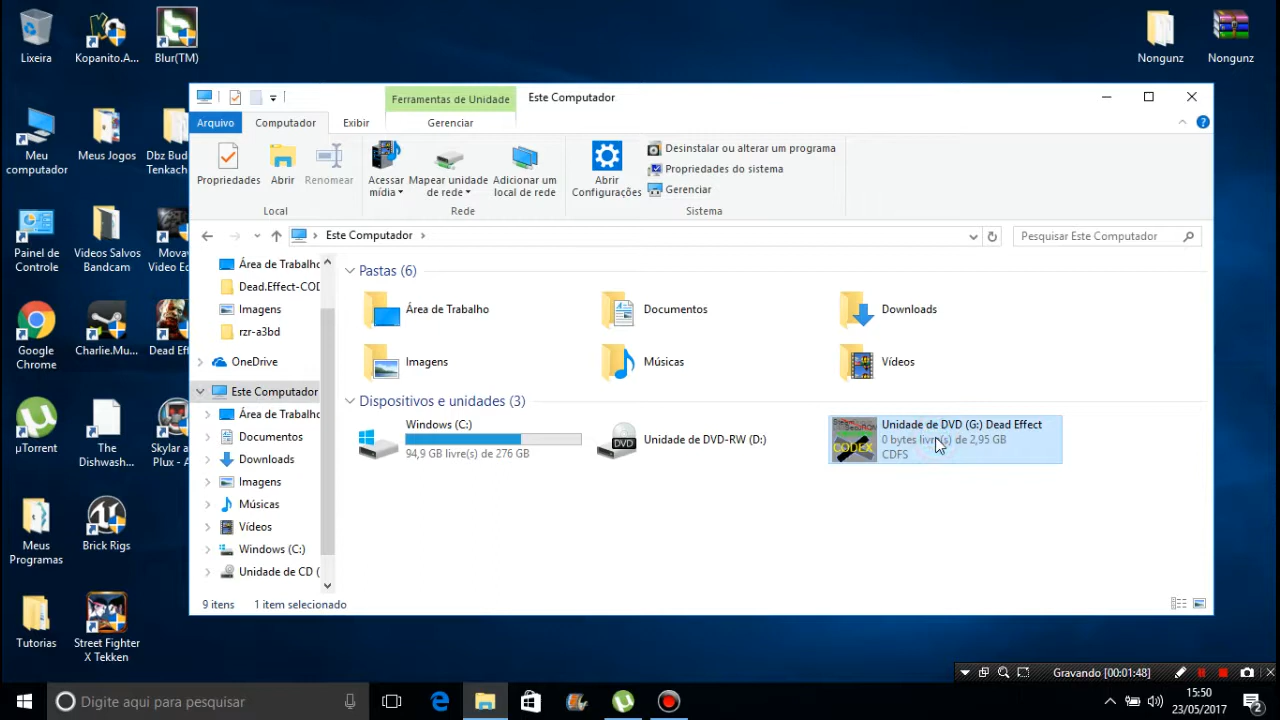 Lixeira
Kopanito.A...
Blur(TM)
Nongunz
Nongunz
Meu computador
Meus Jogos
Dbz Bud Tenkach
Painel de Controle
Videos Salvos Bandcam
Movav Video Ed
Google Chrome
Charlie.Mu...
Dead Eff
µTorrent
The Dishwash...
Skylar a Plux - A
Meus Programas
Brick Rigs
Tutorias
Street Fighter X Tekken
Ferramentas de Unidade
Este Computador
Arquivo
Computador
Exibir
Gerenciar
Propriedades
Abrir
Renomear
Acessar mídia
Mapear unidade de rede
Adicionar um local de rede
Abrir Configurações
Desinstalar ou alterar um programa
Propriedades do sistema
Gerenciar
Local
Rede
Sistema
Este Computador
Pesquisar Este Computador
Área de Trabalho
Dead.Effect-COD
Imagens
rzr-a3bd
OneDrive
Este Computador
Área de Trabalho
Documentos
Downloads
Imagens
Músicas
Vídeos
Windows (C:)
Unidade de CD (
Pastas (6)
Área de Trabalho
Documentos
Downloads
Imagens
Músicas
Vídeos
Dispositivos e unidades (3)
Windows (C:)
94,9 GB livre(s) de 276 GB
DVD
Unidade de DVD-RW (D:)
CODEX
Unidade de DVD (G:) Dead Effect
0 bytes livre(s) de 2,95 GB
CDFS
9 itens
1 item selecionado
Gravando [00:01:48]
Digite aqui para pesquisar
15:50
23/05/2017
2